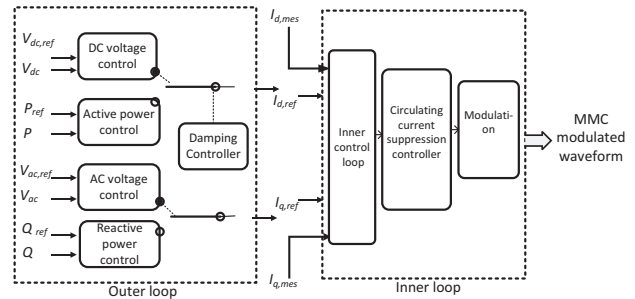 V_dc,ref
V_dc
DC voltage
control
P_ref
P
Active power
control
Damping
Controller
V_ac,ref
V_ac
AC voltage
control
Q_ref
Q
Reactive
power
control
Outer loop
I_d,mes
I_d,ref
I_q,ref
I_q,mes
Inner
control
loop
Circulating
current
suppression
controller
Modulati-
on
Inner loop
MMC
modulated
waveform